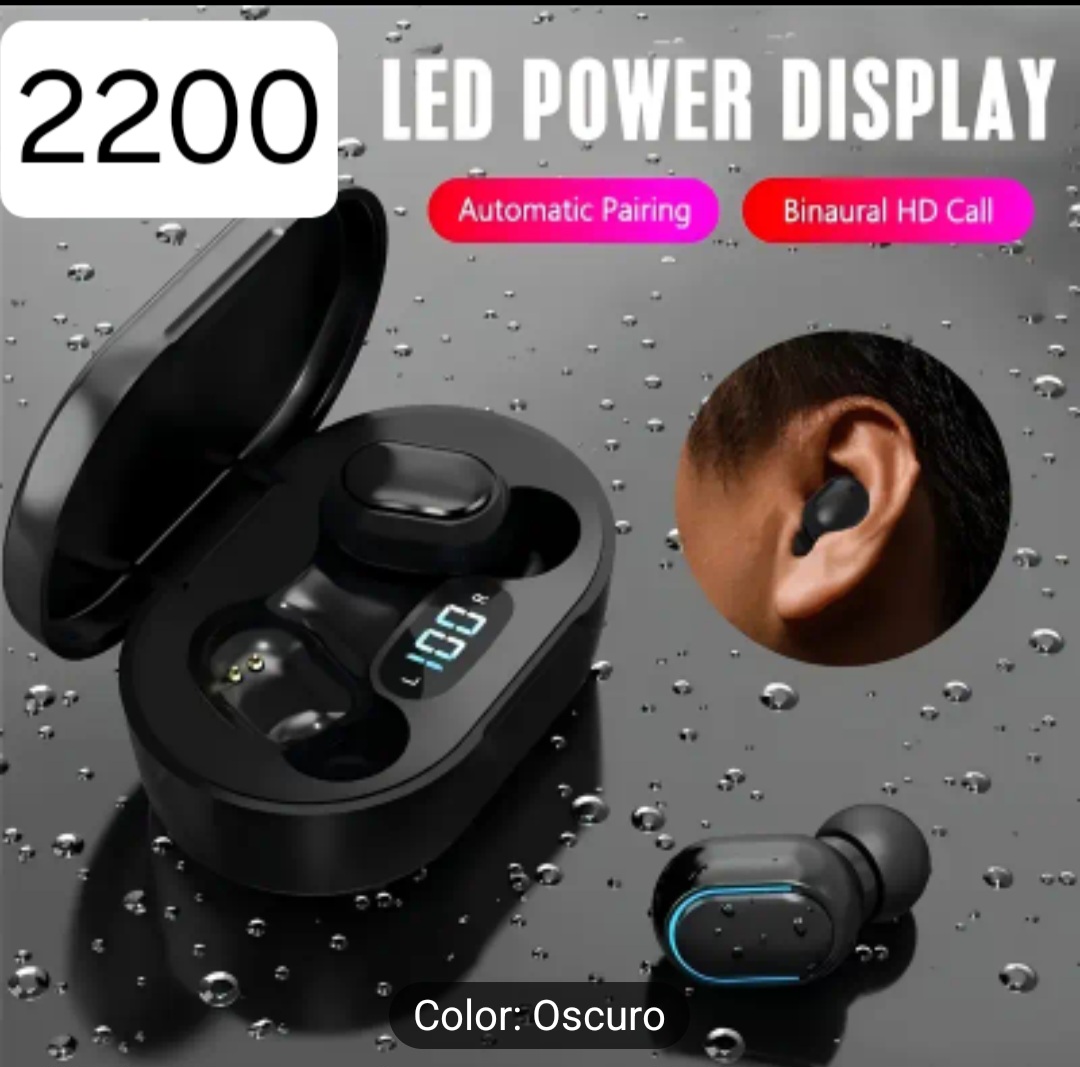 2200
LED POWER DISPLAY
Automatic Pairing
Binaural HD Call
L 100 R
Color: Oscuro